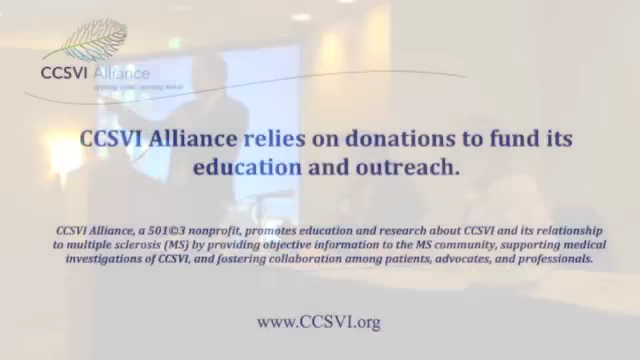 CCSVI Alliance
CCSVI Alliance relies on donations to fund its
education and outreach.
CCSVI Alliance, a 501©3 nonprofit, promotes education and research about CCSVI and its relationship
to multiple sclerosis (MS) by providing objective information to the MS community, supporting medical
investigations of CCSVI, and fostering collaboration among patients, advocates, and professionals.
www.CCSVI.org